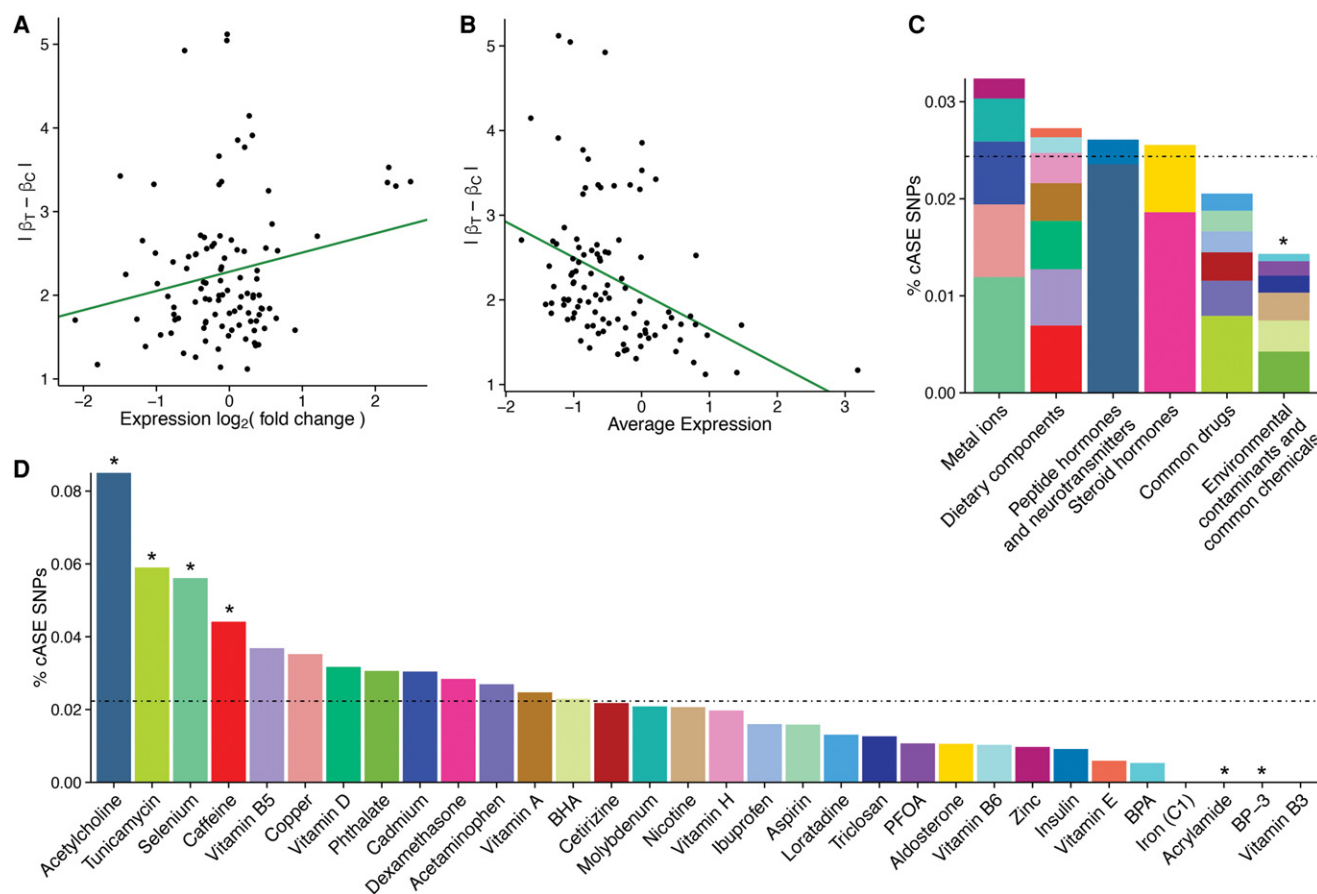 A
5
4
3
2
1
| βT − βC |
−2
−1
0
1
2
Expression log2( fold change )
B
5
4
3
2
1
| βT − βC |
−2
−1
0
1
2
3
Average Expression
C
0.03
0.02
0.01
0.00
% cASE SNPs
*
Metal ions
Dietary components
Peptide hormones
and neurotransmitters
Steroid hormones
Common drugs
Environmental
contaminants and
common chemicals
D
0.08
0.06
0.04
0.02
0.00
% cASE SNPs
*
*
*
*
*
*
Acetylcholine
Tunicamycin
Selenium
Caffeine
Vitamin B5
Copper
Vitamin D
Phthalate
Cadmium
Dexamethasone
Acetaminophen
Vitamin A
BHA
Cetirizine
Molybdenum
Nicotine
Vitamin H
Ibuprofen
Aspirin
Loratadine
Triclosan
PFOA
Aldosterone
Vitamin B6
Zinc
Insulin
Vitamin E
BPA
Iron (C1)
Acrylamide
BP−3
Vitamin B3